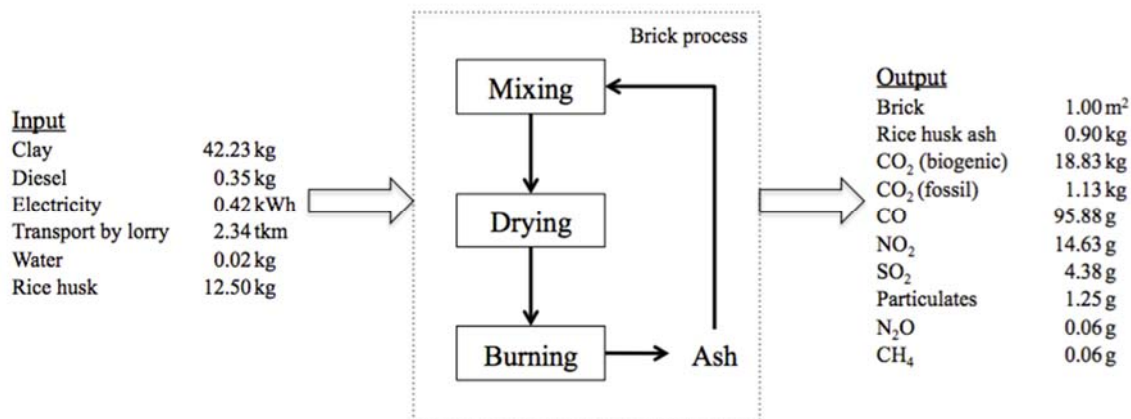 Input
Clay 42.23 kg
Diesel 0.35 kg
Electricity 0.42 kWh
Transport by lorry 2.34 tkm
Water 0.02 kg
Rice husk 12.50 kg
Brick process
Mixing
Drying
Burning
Ash
Output
Brick 1.00 m²
Rice husk ash 0.90 kg
CO₂ (biogenic) 18.83 kg
CO₂ (fossil) 1.13 kg
CO 95.88 g
NO₂ 14.63 g
SO₂ 4.38 g
Particulates 1.25 g
N₂O 0.06 g
CH₄ 0.06 g